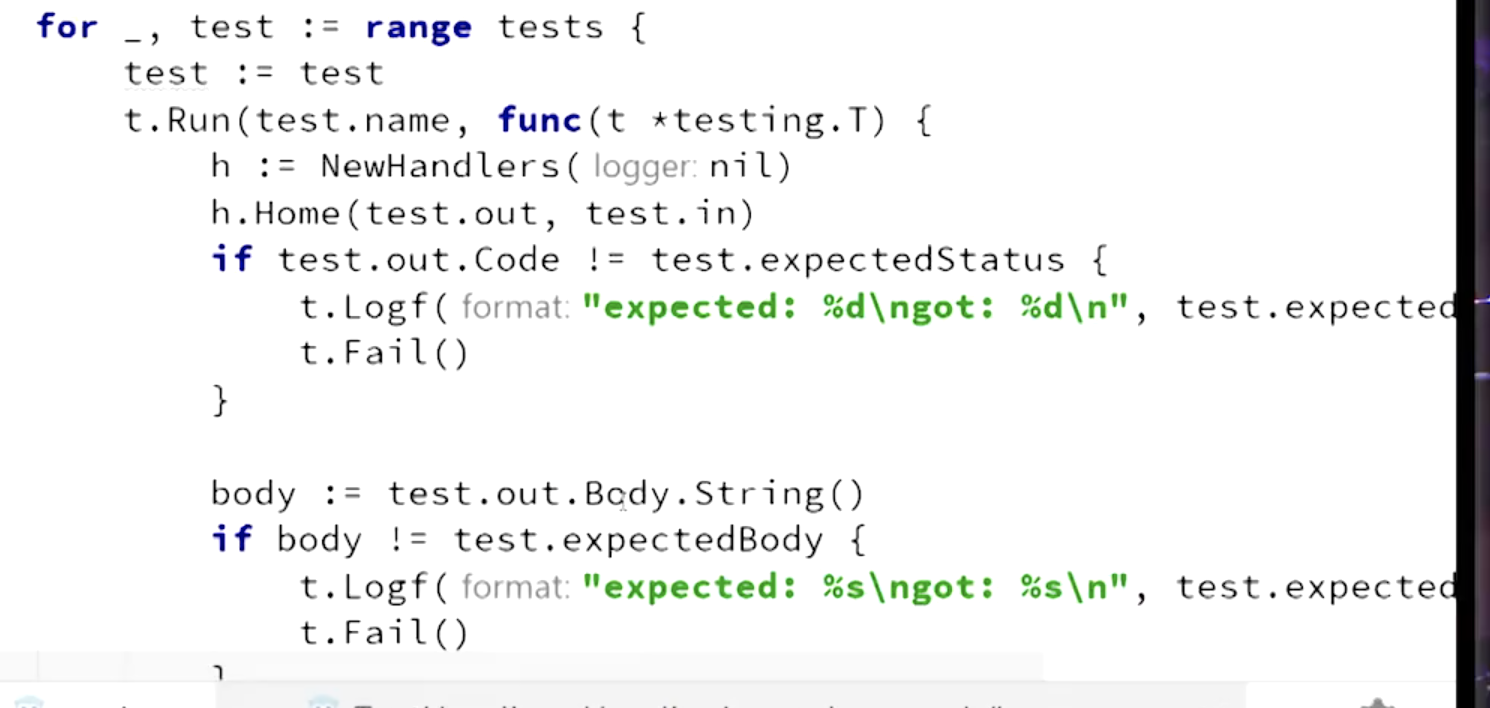 for _, test := range tests {
test := test
t.Run(test.name, func(t *testing.T) {
h := NewHandlers( logger: nil)
h.Home(test.out, test.in)
if test.out.Code != test.expectedStatus {
t.Logf( format: "expected: %d\ngot: %d\n", test.expected
t.Fail()
}
body := test.out.Body.String()
if body != test.expectedBody {
t.Logf( format: "expected: %s\ngot: %s\n", test.expected
t.Fail()
}